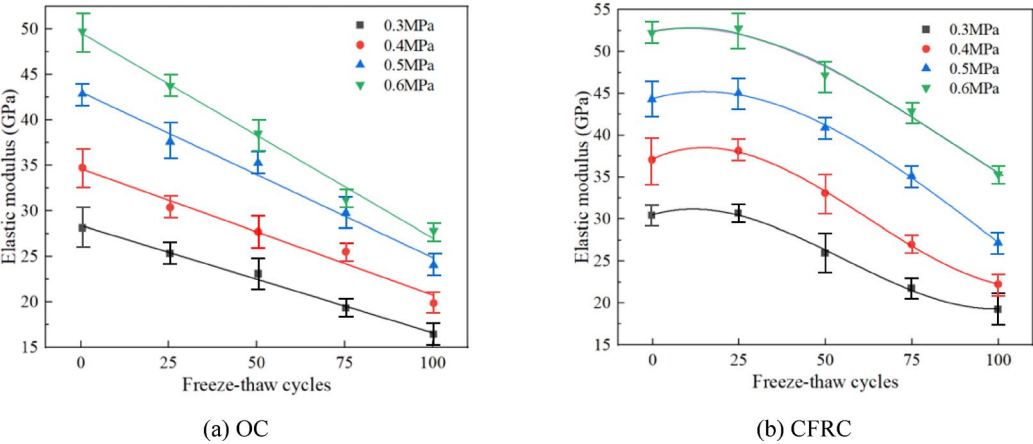 50
45
40
35
30
25
20
15
Elastic modulus (GPa)
0.3MPa
0.4MPa
0.5MPa
0.6MPa
0 25 50 75 100
Freeze-thaw cycles
(a) OC
55
50
45
40
35
30
25
20
15
Elastic modulus (GPa)
0.3MPa
0.4MPa
0.5MPa
0.6MPa
0 25 50 75 100
Freeze-thaw cycles
(b) CFRC